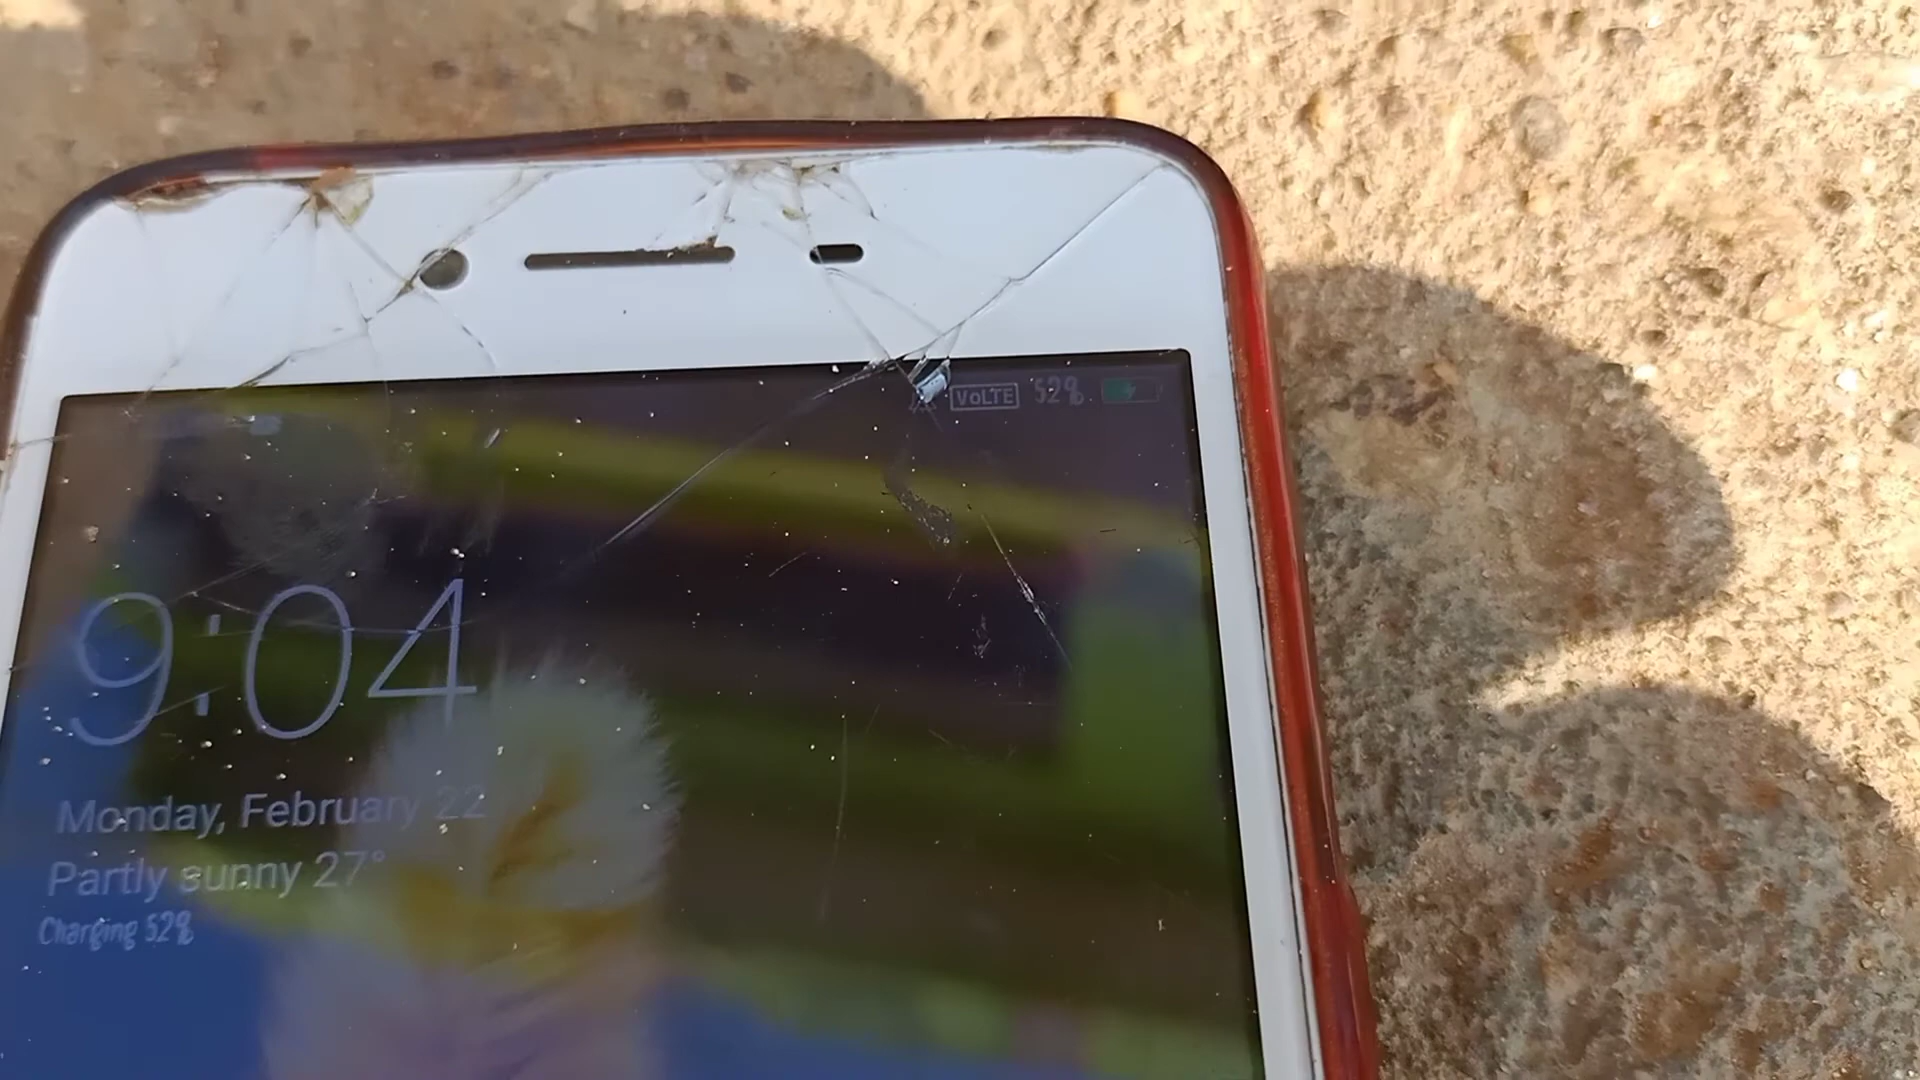 VoLTE 52%
9:04
Monday, February 22
Partly sunny 27°
Charging 52%